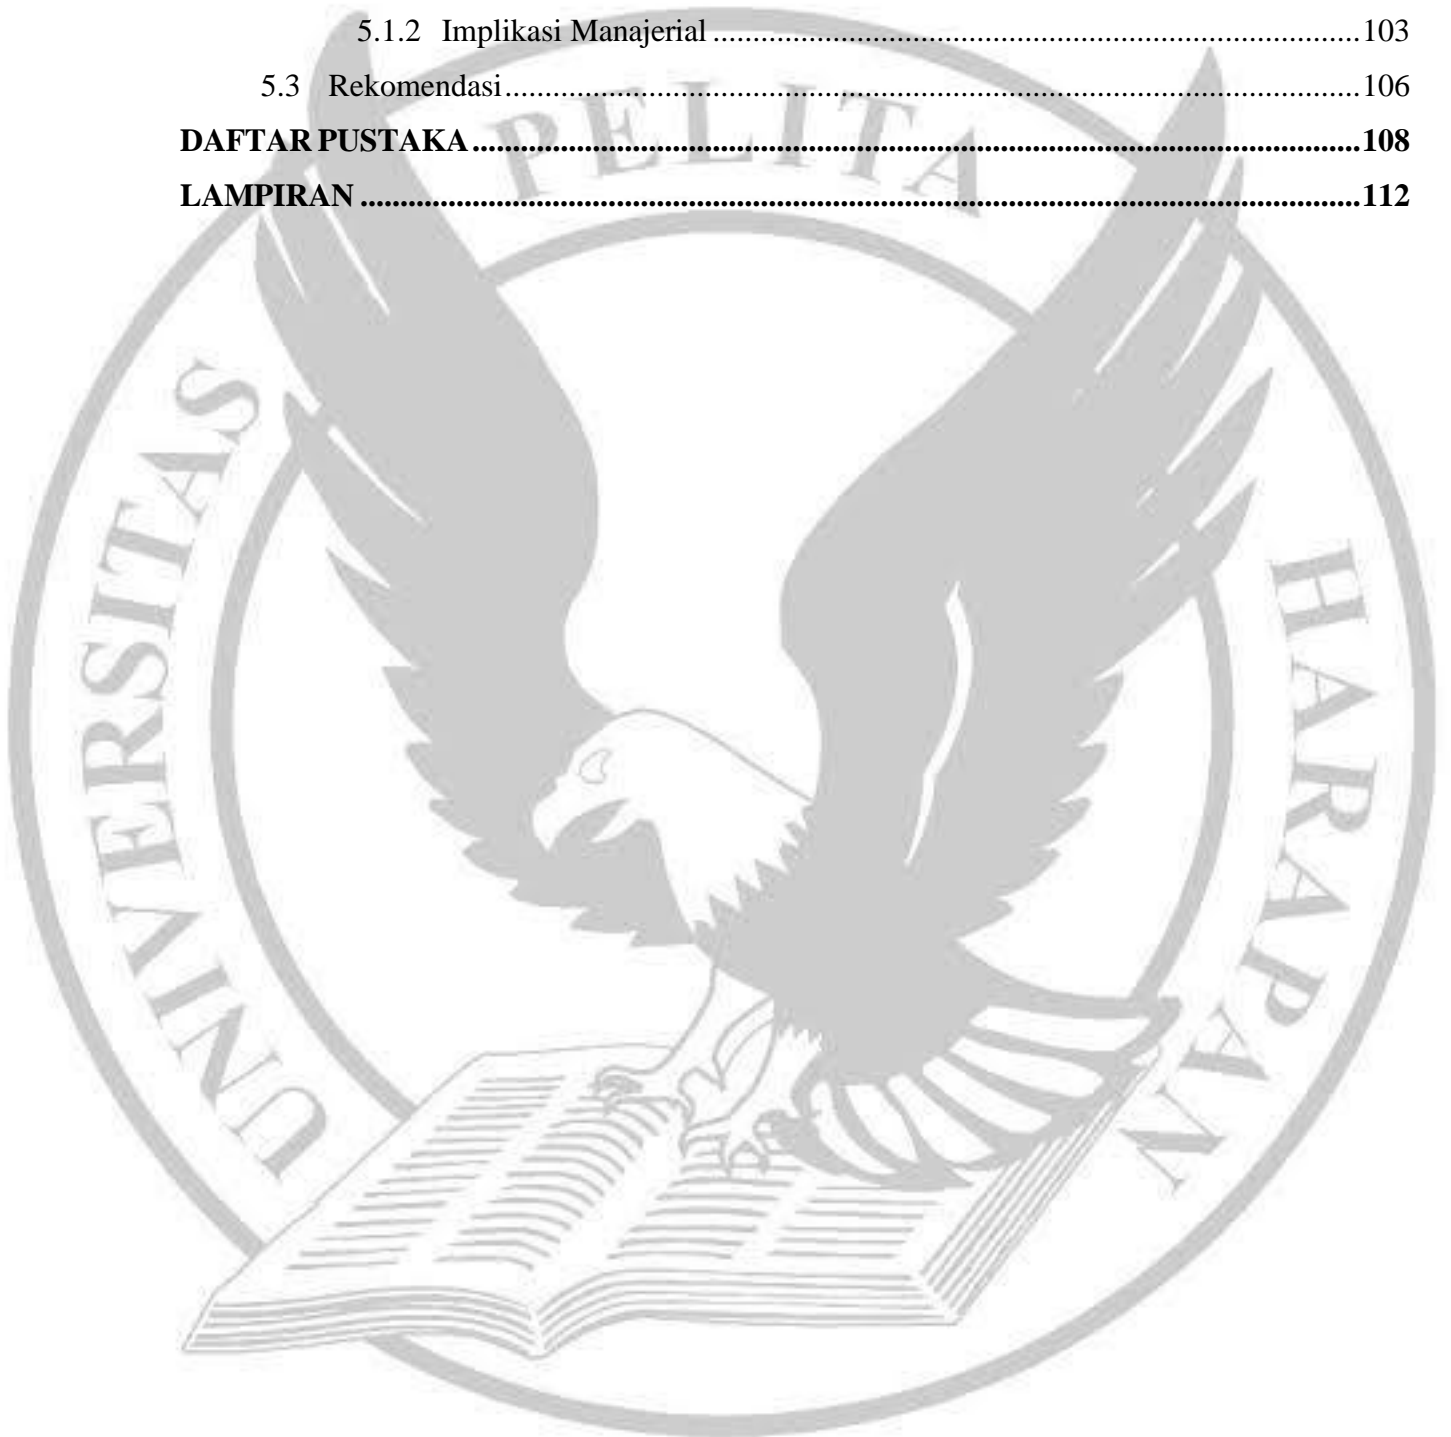 5.1.2 Implikasi Manajerial ................................................................................103
5.3 Rekomendasi..........................................................................................................106
DAFTAR PUSTAKA...............................................................................................................108
LAMPIRAN .............................................................................................................................112
UNIVERSITAS PELITA HARAPAN